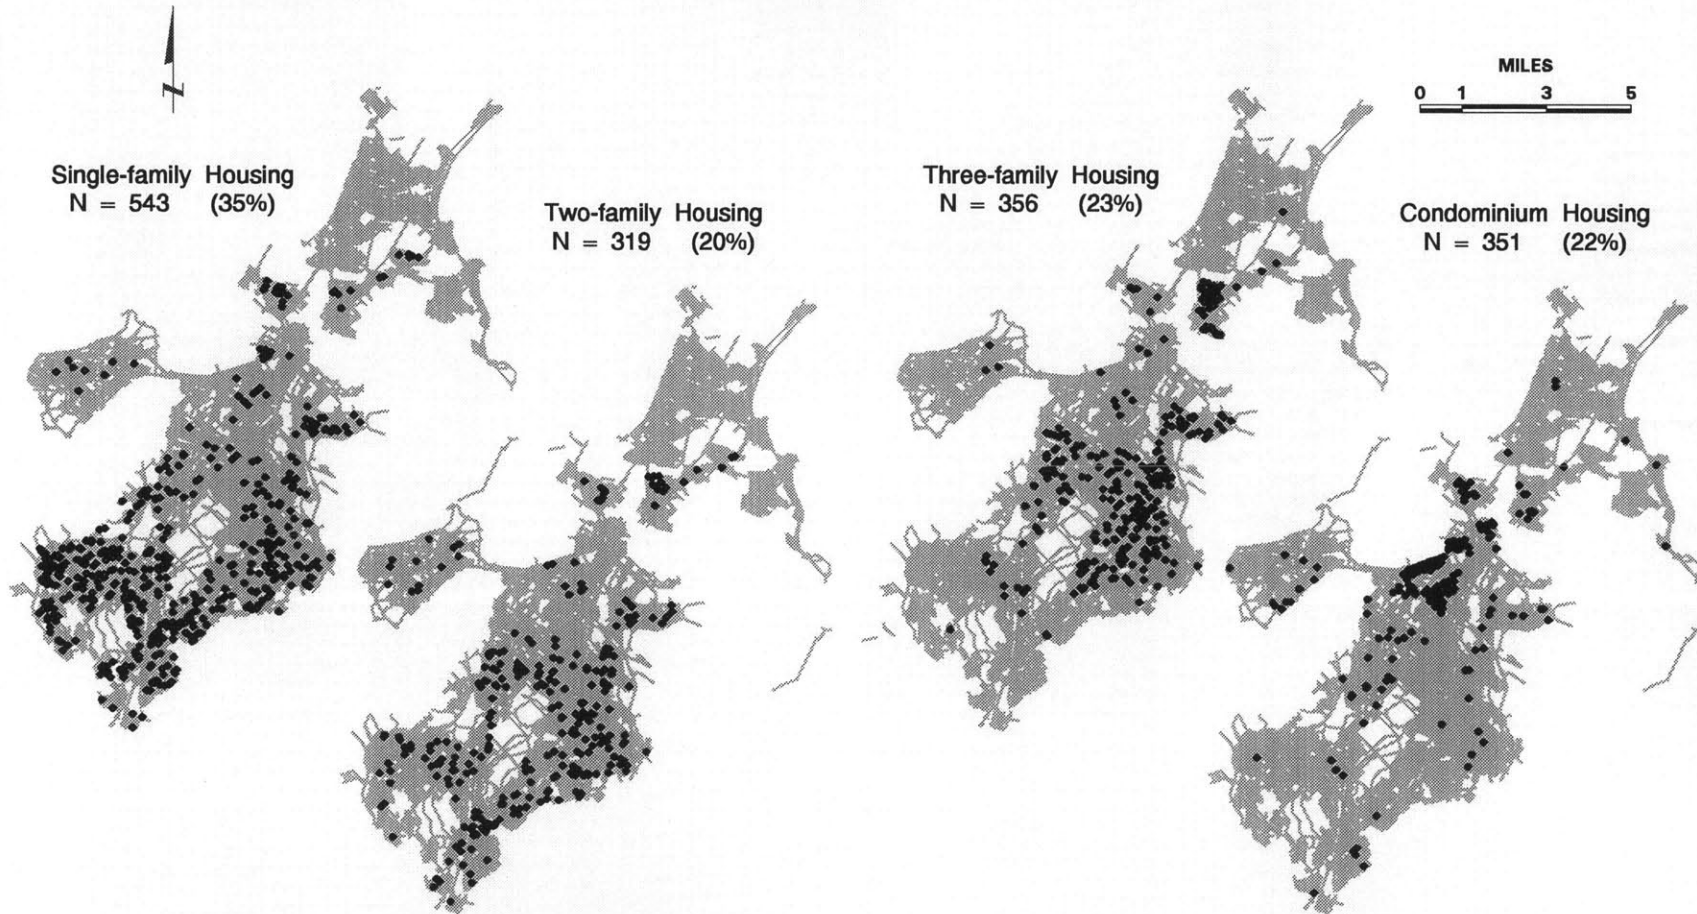 N
MILES
0 1 3 5
Single-family Housing
N = 543 (35%)
Two-family Housing
N = 319 (20%)
Three-family Housing
N = 356 (23%)
Condominium Housing
N = 351 (22%)